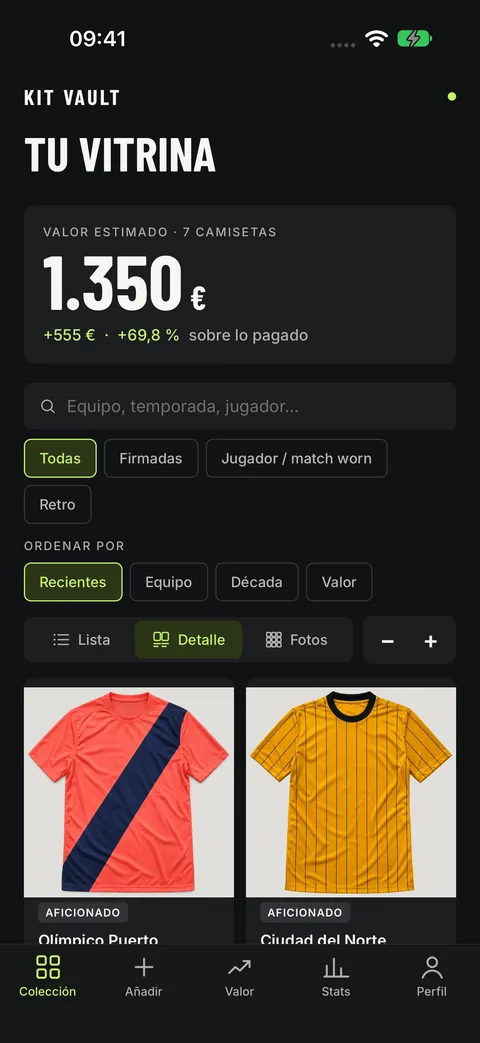 09:41
KIT VAULT
TU VITRINA
VALOR ESTIMADO · 7 CAMISETAS
1.350 €
+555 € · +69,8 % sobre lo pagado
Equipo, temporada, jugador...
Todas Firmadas Jugador / match worn
Retro
ORDENAR POR
Recientes Equipo Década Valor
Lista Detalle Fotos − +
AFICIONADO AFICIONADO
Olímpico Puerto Ciudad del Norte
Colección Añadir Valor Stats Perfil